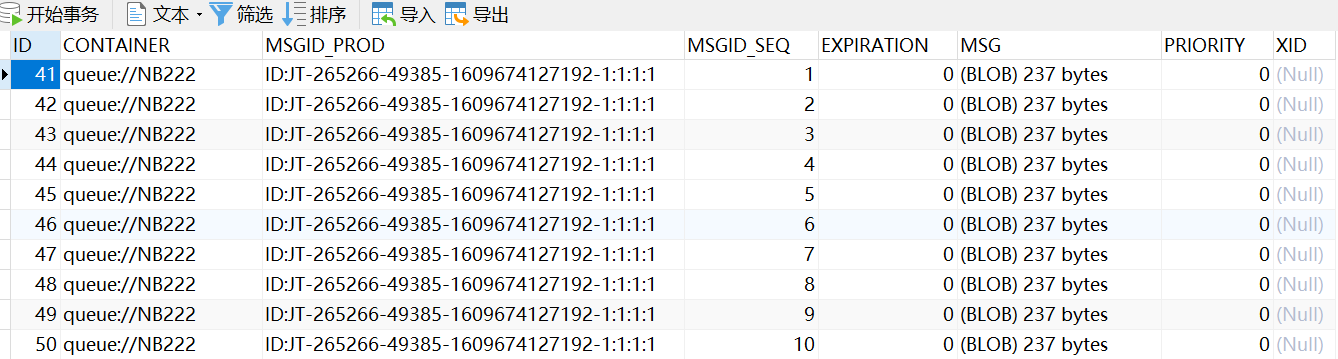 开始事务 文本 筛选 排序 导入 导出
ID CONTAINER MSGID_PROD MSGID_SEQ EXPIRATION MSG PRIORITY XID
41 queue://NB222 ID:JT-265266-49385-1609674127192-1:1:1:1 1 0 (BLOB) 237 bytes 0 (Null)
42 queue://NB222 ID:JT-265266-49385-1609674127192-1:1:1:1 2 0 (BLOB) 237 bytes 0 (Null)
43 queue://NB222 ID:JT-265266-49385-1609674127192-1:1:1:1 3 0 (BLOB) 237 bytes 0 (Null)
44 queue://NB222 ID:JT-265266-49385-1609674127192-1:1:1:1 4 0 (BLOB) 237 bytes 0 (Null)
45 queue://NB222 ID:JT-265266-49385-1609674127192-1:1:1:1 5 0 (BLOB) 237 bytes 0 (Null)
46 queue://NB222 ID:JT-265266-49385-1609674127192-1:1:1:1 6 0 (BLOB) 237 bytes 0 (Null)
47 queue://NB222 ID:JT-265266-49385-1609674127192-1:1:1:1 7 0 (BLOB) 237 bytes 0 (Null)
48 queue://NB222 ID:JT-265266-49385-1609674127192-1:1:1:1 8 0 (BLOB) 237 bytes 0 (Null)
49 queue://NB222 ID:JT-265266-49385-1609674127192-1:1:1:1 9 0 (BLOB) 237 bytes 0 (Null)
50 queue://NB222 ID:JT-265266-49385-1609674127192-1:1:1:1 10 0 (BLOB) 237 bytes 0 (Null)